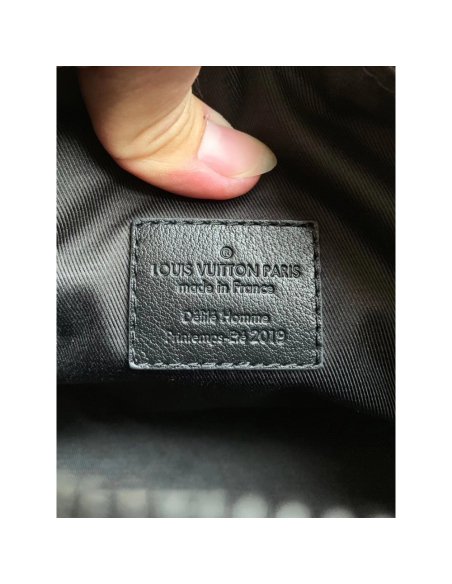 ®
LOUIS VUITTON PARIS
made in France
Défilé Homme
Printemps-Été 2019